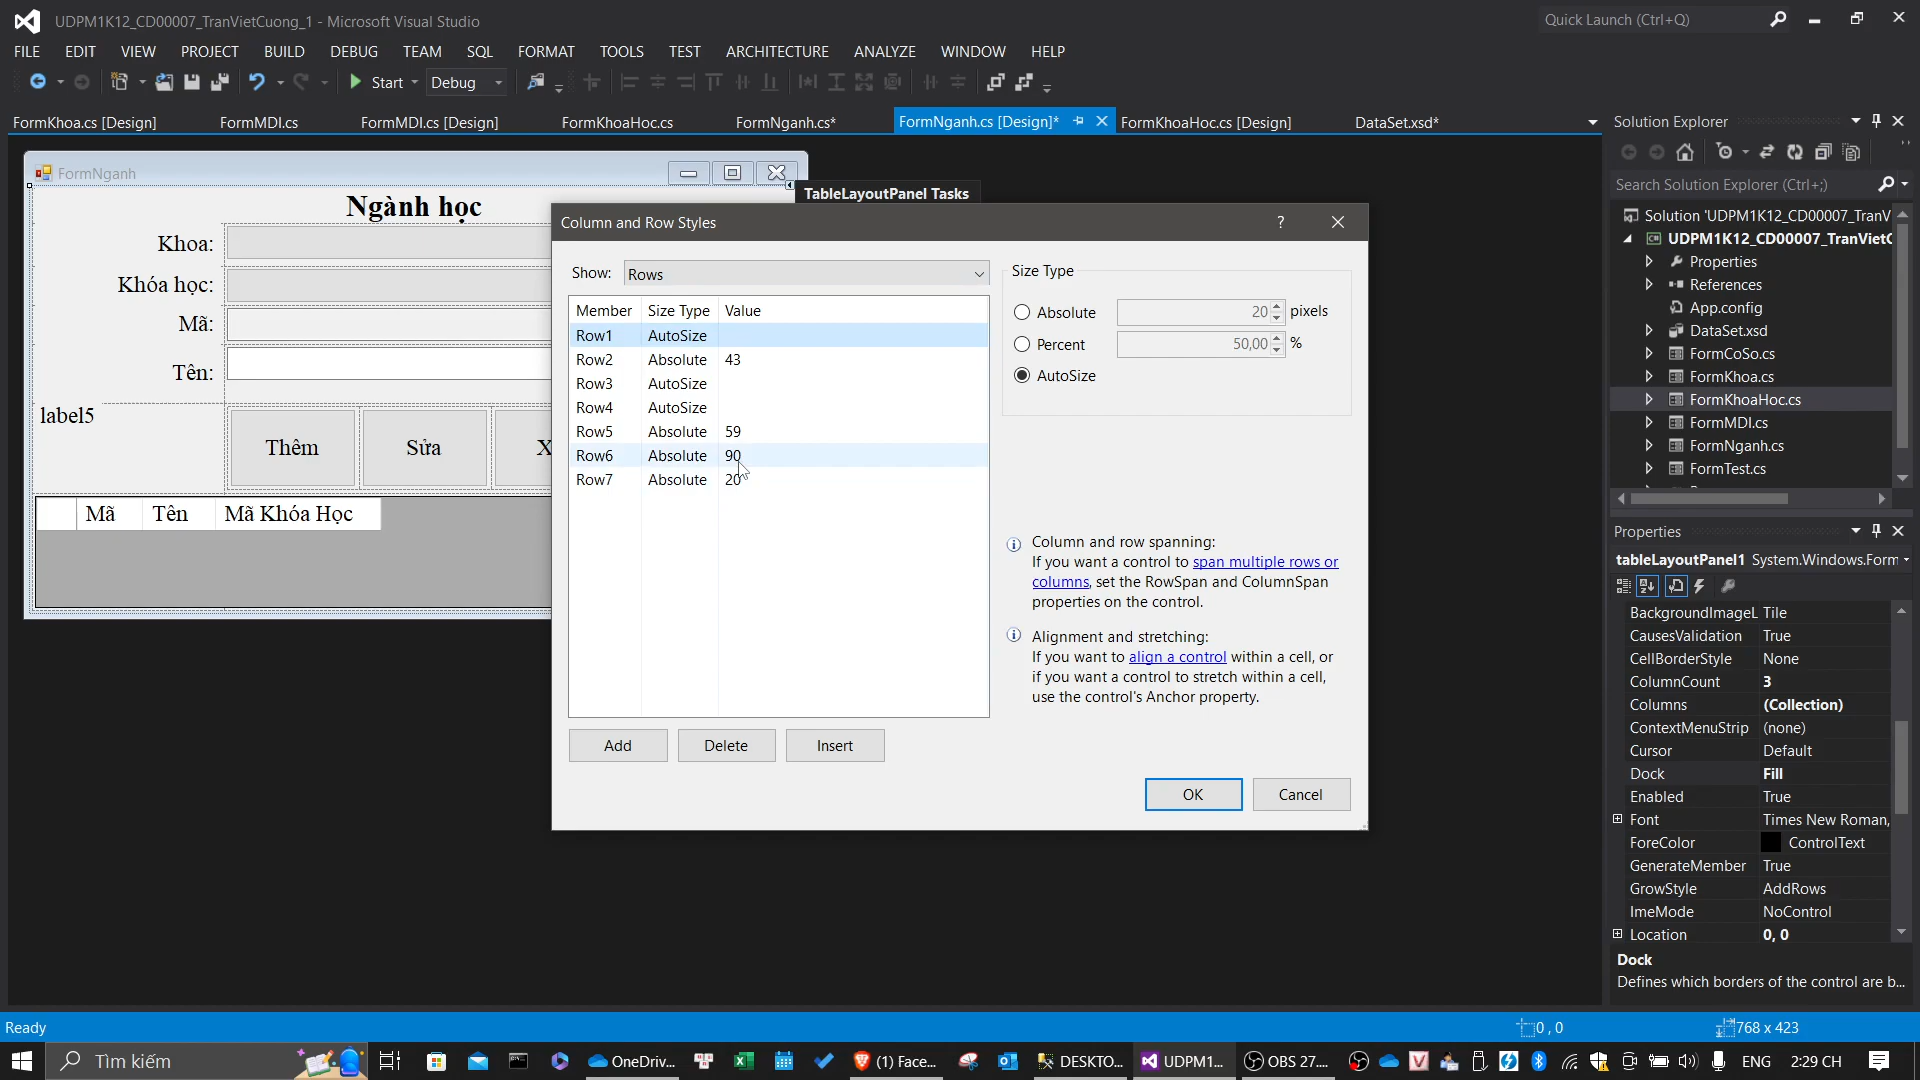 UDPM1K12_CD00007_TranVietCuong_1 - Microsoft Visual Studio
Quick Launch (Ctrl+Q)
FILE EDIT VIEW PROJECT BUILD DEBUG TEAM SQL FORMAT TOOLS TEST ARCHITECTURE ANALYZE WINDOW HELP
Start Debug
FormKhoa.cs [Design] FormMDI.cs FormMDI.cs [Design] FormKhoaHoc.cs FormNganh.cs* FormNganh.cs [Design]* FormKhoaHoc.cs [Design] DataSet.xsd*
FormNganh
Ngành học
Khoa:
Khóa học:
Mã:
Tên:
label5
Thêm Sửa X
Mã Tên Mã Khóa Học
TableLayoutPanel Tasks
Column and Row Styles
?
Show: Rows
Member Size Type Value
Row1 AutoSize
Row2 Absolute 43
Row3 AutoSize
Row4 AutoSize
Row5 Absolute 59
Row6 Absolute 90
Row7 Absolute 20
Add Delete Insert
Size Type
Absolute 20 pixels
Percent 50,00 %
AutoSize
Column and row spanning:
If you want a control to span multiple rows or
columns, set the RowSpan and ColumnSpan
properties on the control.
Alignment and stretching:
If you want to align a control within a cell, or
if you want a control to stretch within a cell,
use the control's Anchor property.
OK Cancel
Solution Explorer
Search Solution Explorer (Ctrl+;)
Solution 'UDPM1K12_CD00007_TranV
UDPM1K12_CD00007_TranVietC
Properties
References
App.config
DataSet.xsd
FormCoSo.cs
FormKhoa.cs
FormKhoaHoc.cs
FormMDI.cs
FormNganh.cs
FormTest.cs
Properties
tableLayoutPanel1 System.Windows.Form
BackgroundImageL Tile
CausesValidation True
CellBorderStyle None
ColumnCount 3
Columns (Collection)
ContextMenuStrip (none)
Cursor Default
Dock Fill
Enabled True
Font Times New Roman,
ForeColor ControlText
GenerateMember True
GrowStyle AddRows
ImeMode NoControl
Location 0, 0
Dock
Defines which borders of the control are b...
Ready
0 , 0
768 x 423
Tìm kiếm
OneDriv...
(1) Face...
DESKTO...
UDPM1...
OBS 27....
ENG
2:29 CH